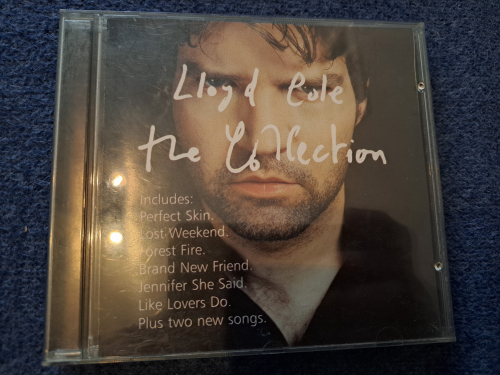 Lloyd Cole
the Collection
Includes:
Perfect Skin.
Lost Weekend.
Forest Fire.
Brand New Friend.
Jennifer She Said.
Like Lovers Do.
Plus two new songs.